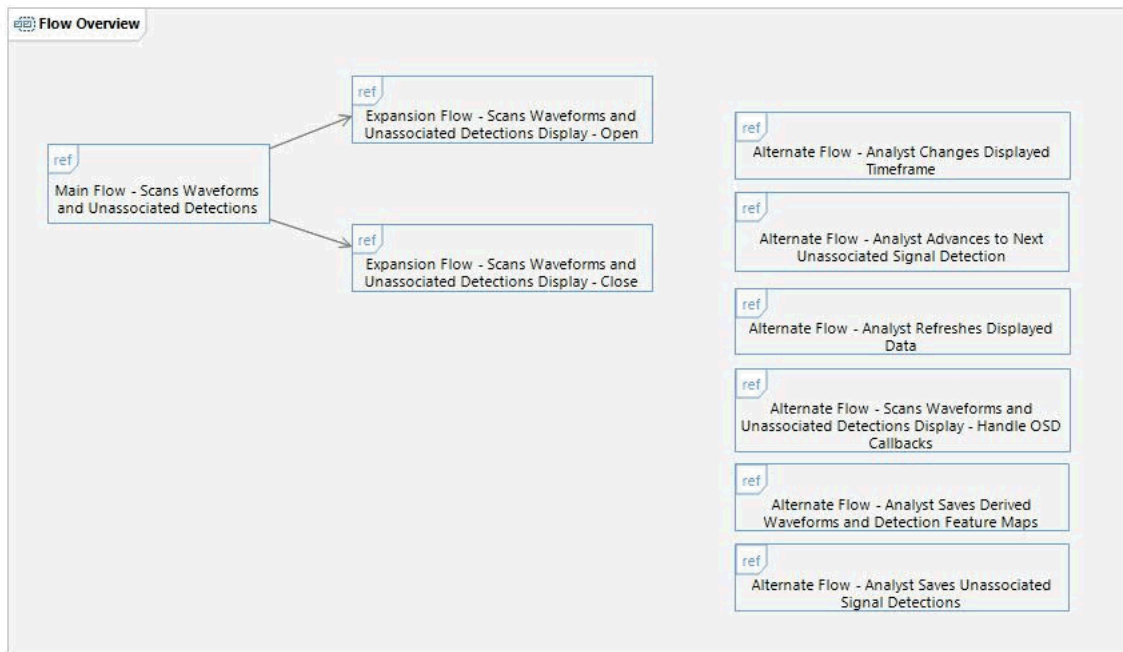 Flow Overview
ref
Main Flow - Scans Waveforms
and Unassociated Detections
ref
Expansion Flow - Scans Waveforms and
Unassociated Detections Display - Open
ref
Expansion Flow - Scans Waveforms and
Unassociated Detections Display - Close
ref
Alternate Flow - Analyst Changes Displayed
Timeframe
ref
Alternate Flow - Analyst Advances to Next
Unassociated Signal Detection
ref
Alternate Flow - Analyst Refreshes Displayed
Data
ref
Alternate Flow - Scans Waveforms and
Unassociated Detections Display - Handle OSD
Callbacks
ref
Alternate Flow - Analyst Saves Derived
Waveforms and Detection Feature Maps
ref
Alternate Flow - Analyst Saves Unassociated
Signal Detections